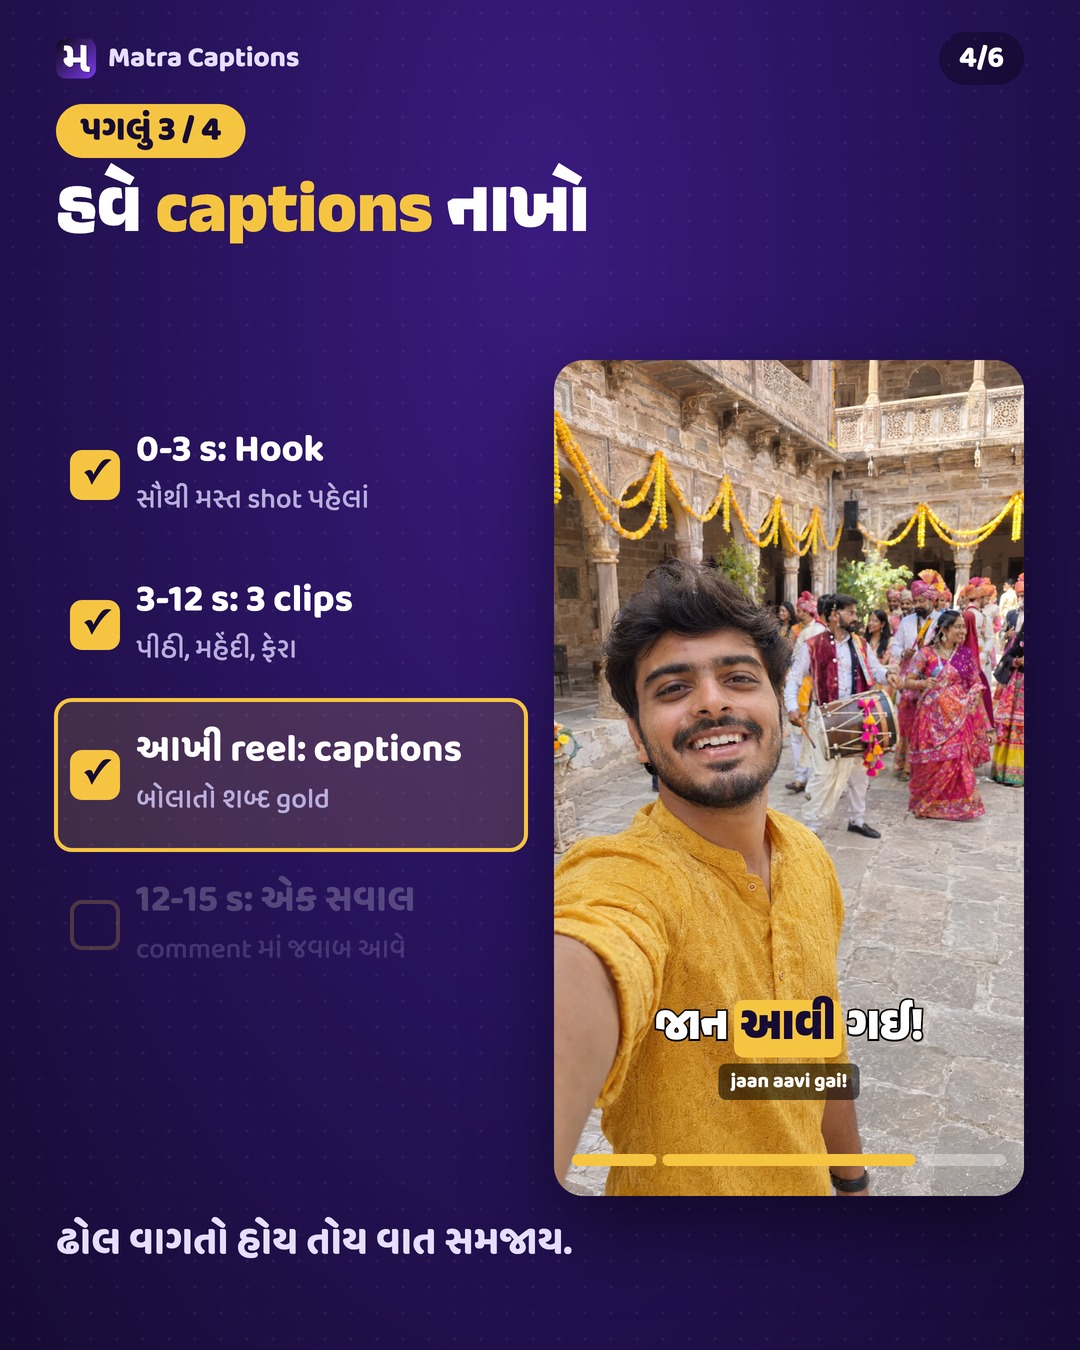 મ Matra Captions
4/6
પગલું 3 / 4
હવે captions નાખો
0-3 s: Hook
સૌથી મસ્ત shot પહેલાં
3-12 s: 3 clips
પીઠી, મહેંદી, ફેરા
આખી reel: captions
બોલાતો શબ્દ gold
12-15 s: એક સવાલ
comment માં જવાબ આવે
જાન આવી ગઈ!
jaan aavi gai!
ઢોલ વાગતો હોય તોય વાત સમજાય.